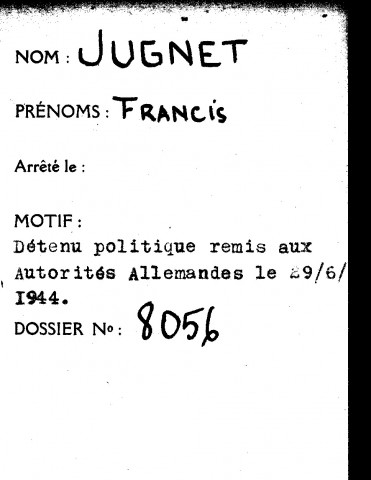 NOM : JUGNET
PRÉNOMS : FRANCIS
Arrêté le :
MOTIF :
Détenu politique remis aux
Autorités Allemandes le 29/6/
1944.
DOSSIER No : 8056